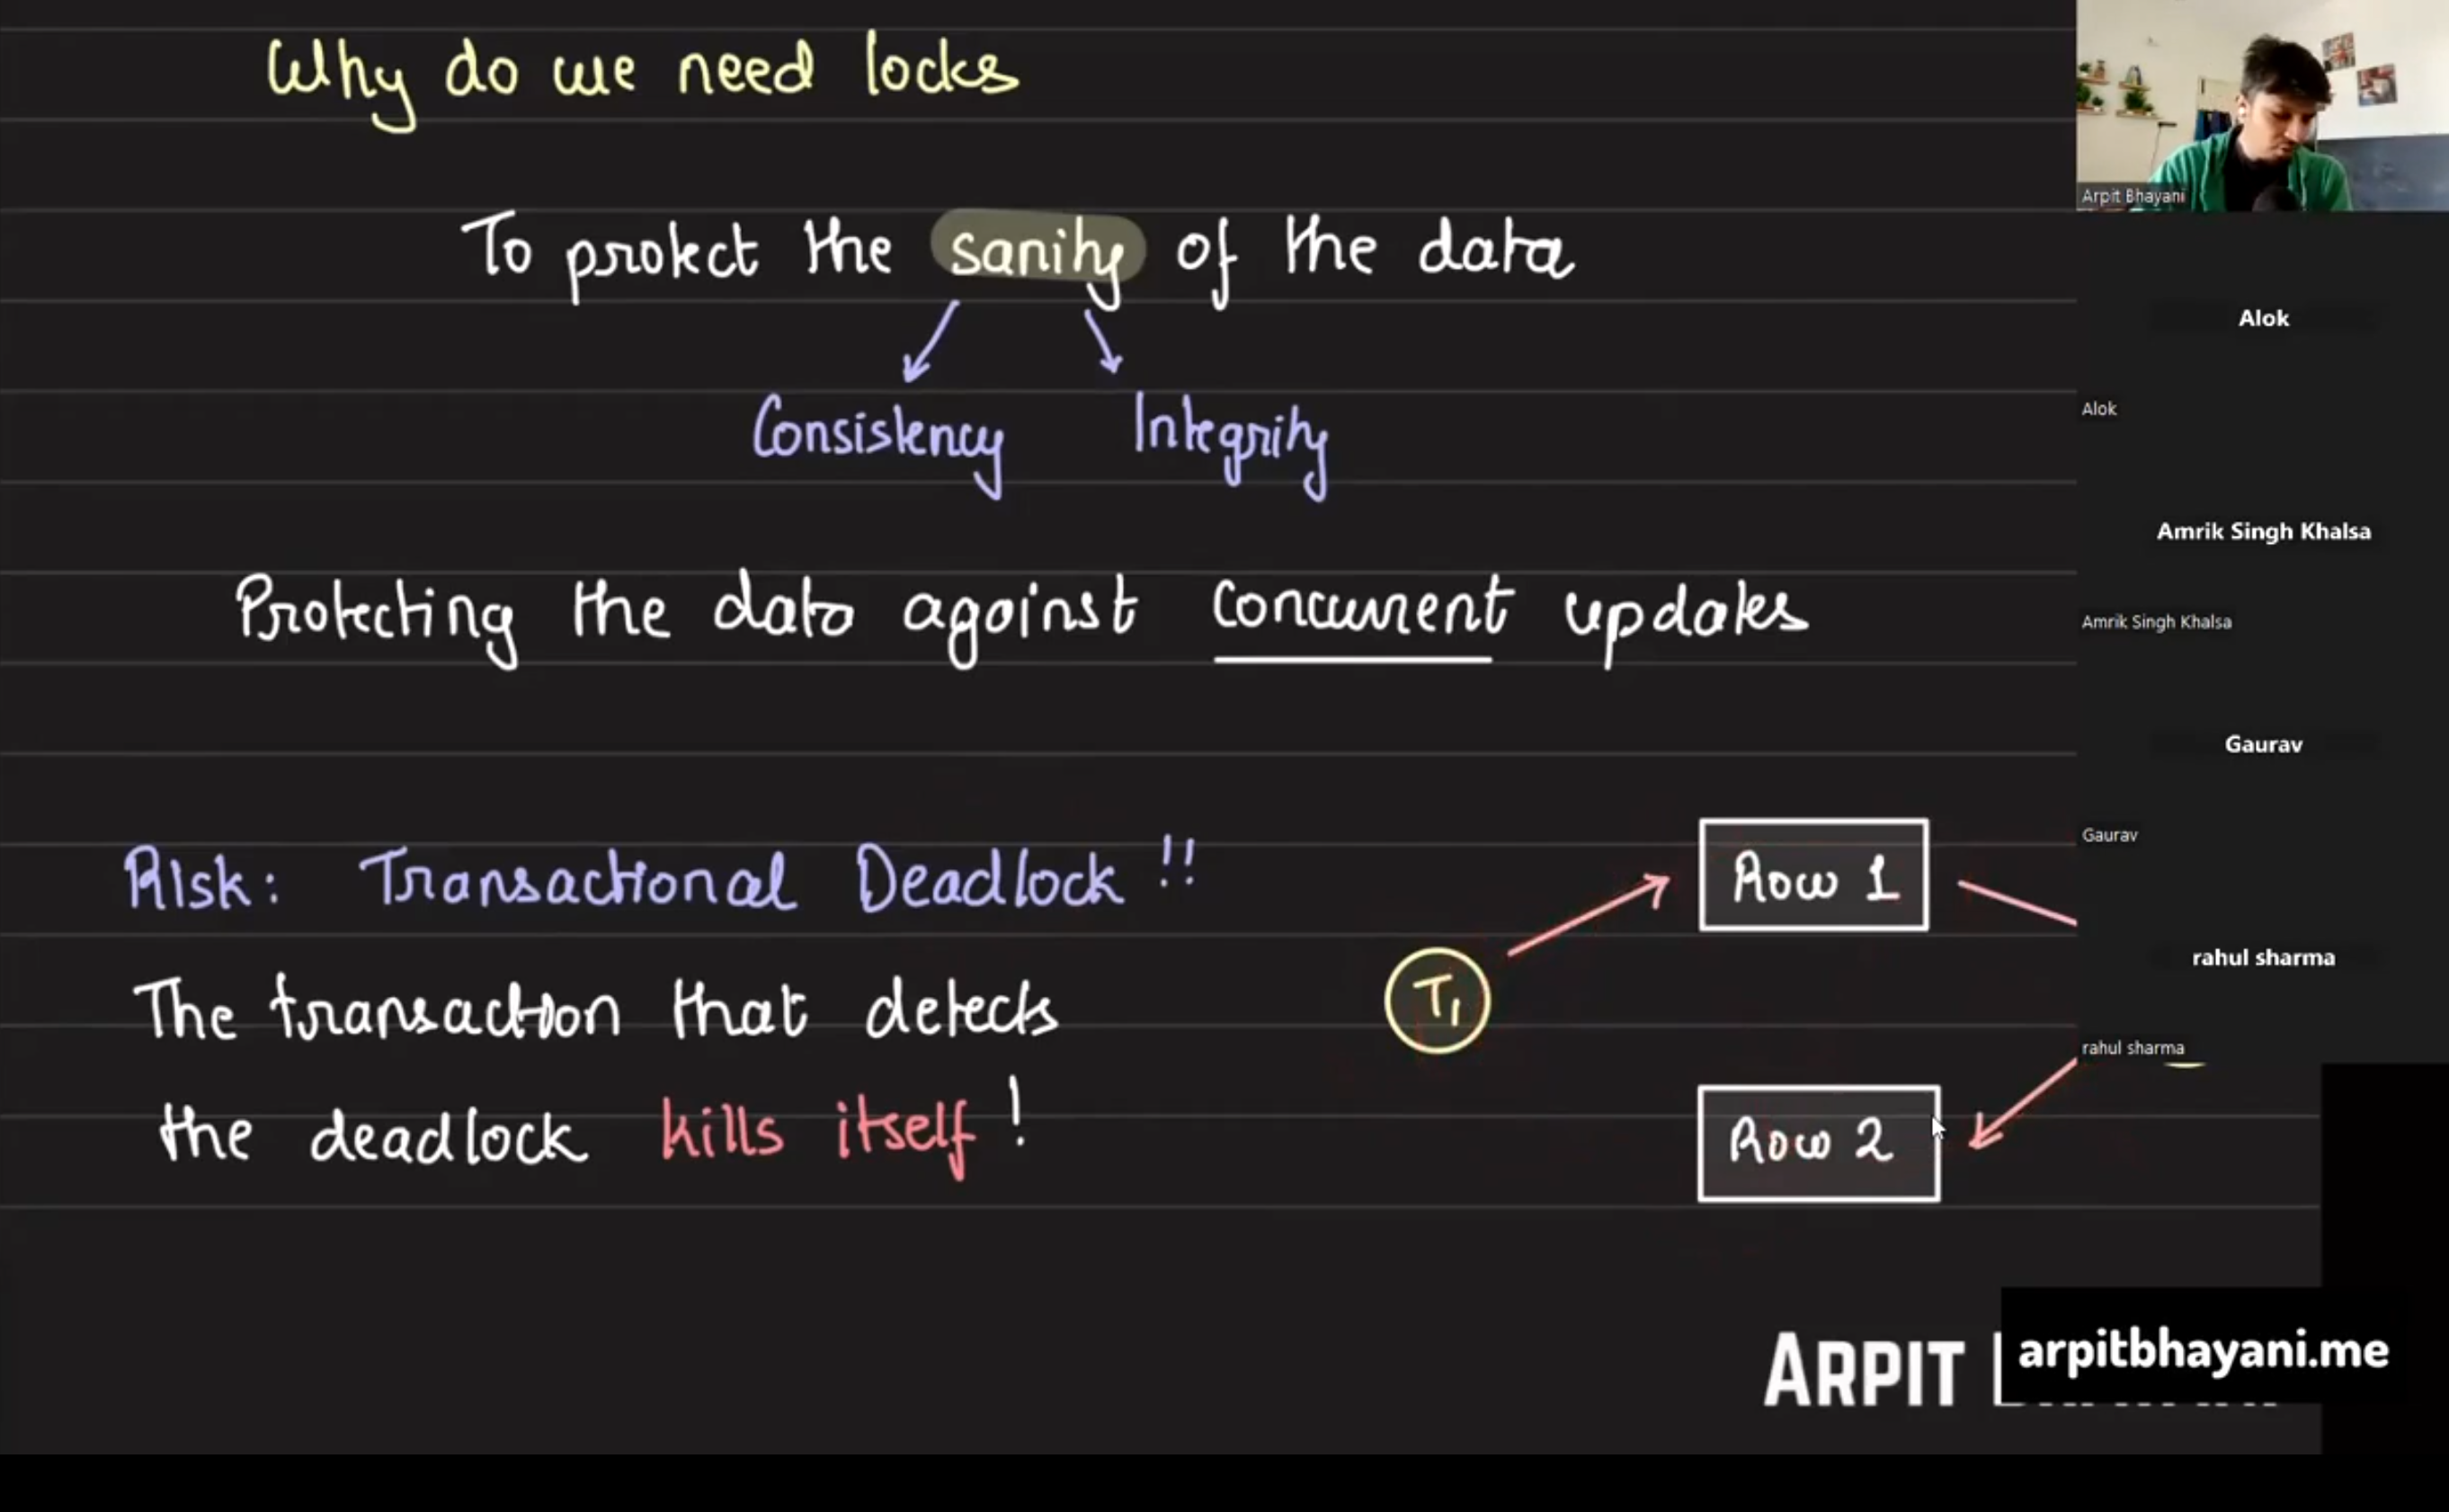 Why do we need locks
To protect the sanity of the data
Consistency Integrity
Protecting the data against concurrent updates
Risk: Transactional Deadlock!!
The transaction that detects
the deadlock kills itself!
Row 1
T1
Row 2
Arpit Bhayani
Alok
Alok
Amrik Singh Khalsa
Amrik Singh Khalsa
Gaurav
Gaurav
rahul sharma
rahul sharma
ARPIT
arpitbhayani.me